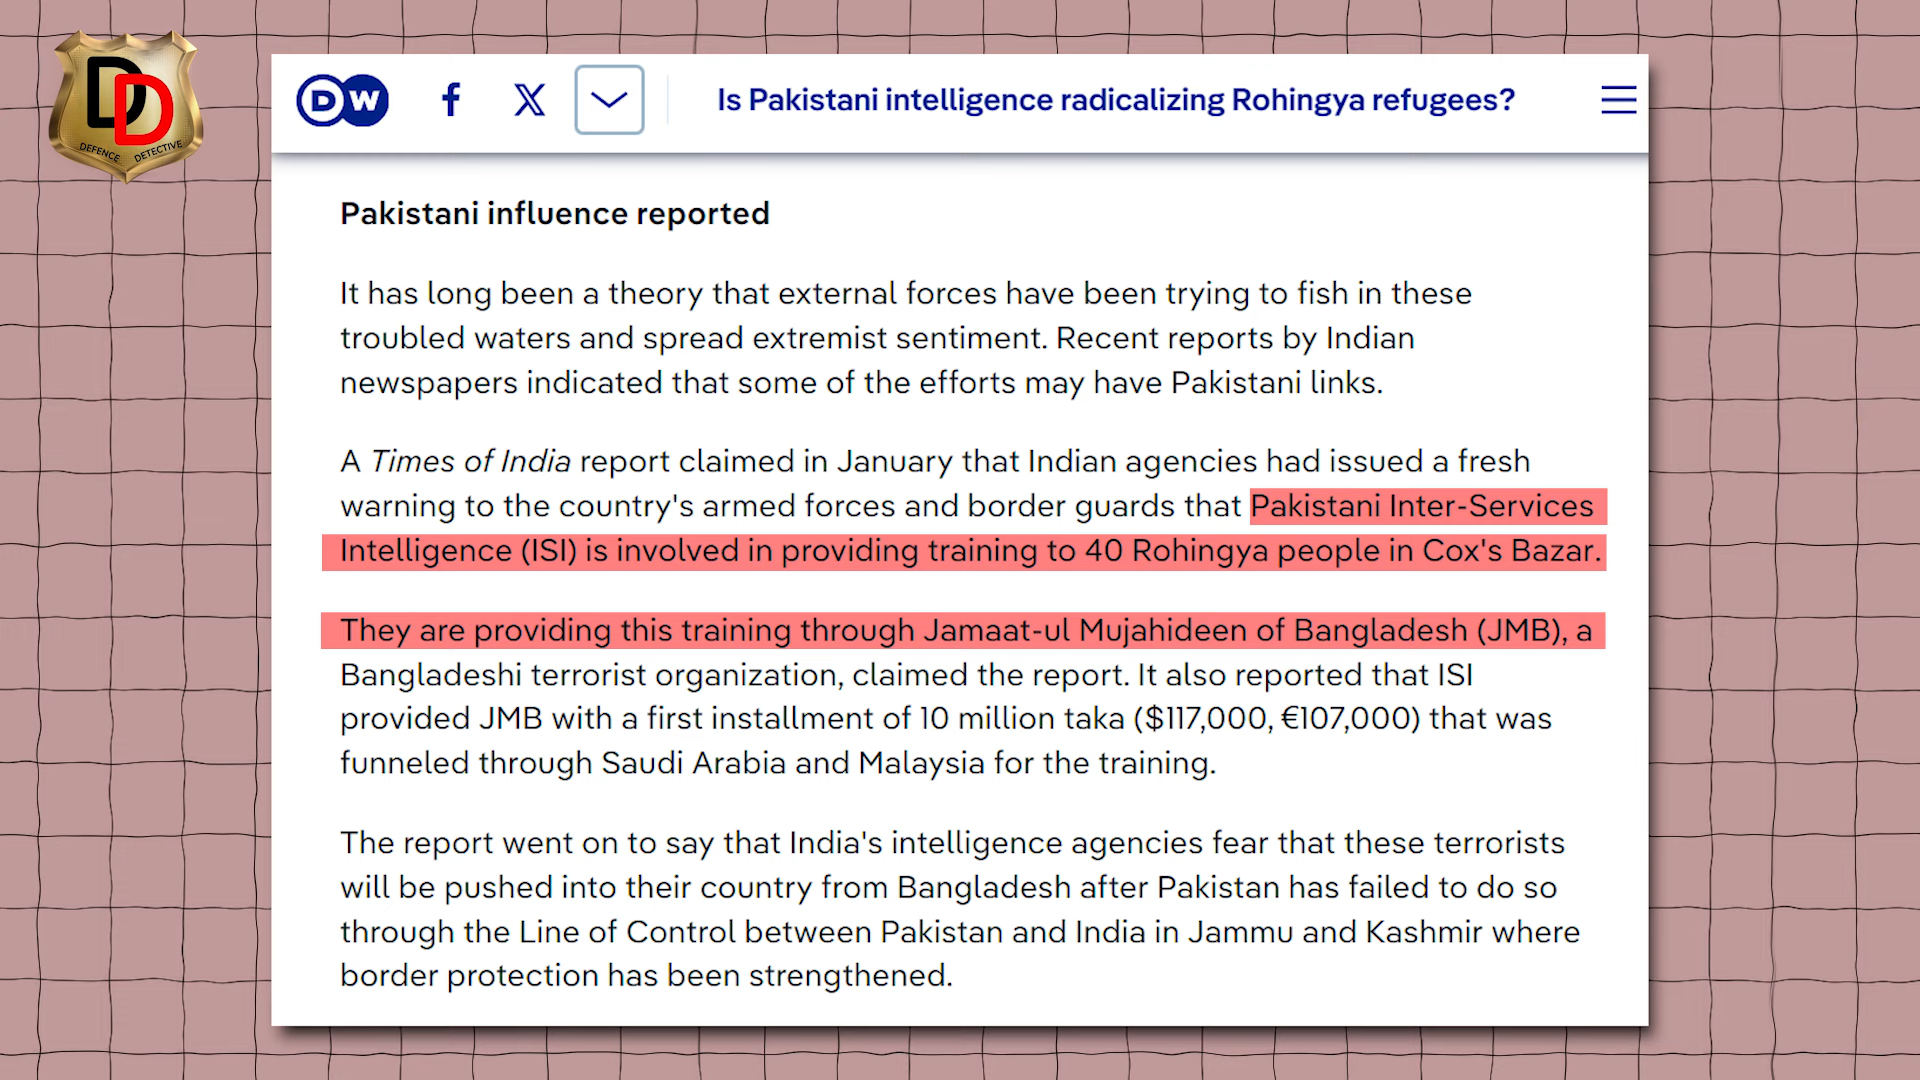 DD
DEFENCE DETECTIVE
DW f X Is Pakistani intelligence radicalizing Rohingya refugees?
Pakistani influence reported
It has long been a theory that external forces have been trying to fish in these
troubled waters and spread extremist sentiment. Recent reports by Indian
newspapers indicated that some of the efforts may have Pakistani links.
A Times of India report claimed in January that Indian agencies had issued a fresh
warning to the country's armed forces and border guards that Pakistani Inter-Services
Intelligence (ISI) is involved in providing training to 40 Rohingya people in Cox's Bazar.
They are providing this training through Jamaat-ul Mujahideen of Bangladesh (JMB), a
Bangladeshi terrorist organization, claimed the report. It also reported that ISI
provided JMB with a first installment of 10 million taka ($117,000, €107,000) that was
funneled through Saudi Arabia and Malaysia for the training.
The report went on to say that India's intelligence agencies fear that these terrorists
will be pushed into their country from Bangladesh after Pakistan has failed to do so
through the Line of Control between Pakistan and India in Jammu and Kashmir where
border protection has been strengthened.